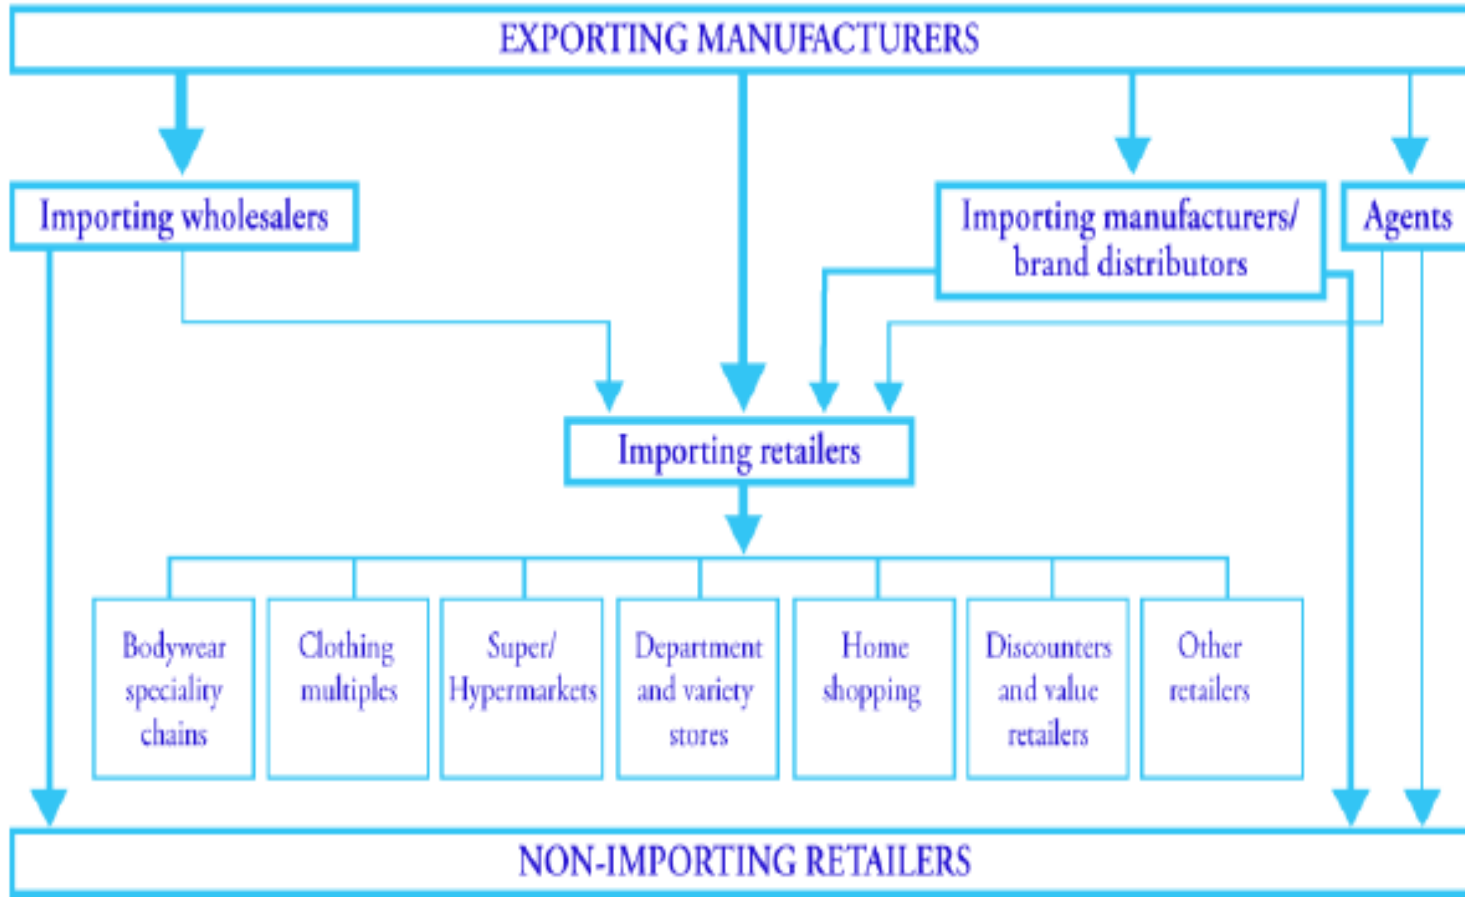 EXPORTING MANUFACTURERS
Importing wholesalers
Importing manufacturers/
brand distributors
Agents
Importing retailers
Bodywear
speciality
chains
Clothing
multiples
Super/
Hypermarkets
Department
and variety
stores
Home
shopping
Discounters
and value
retailers
Other
retailers
NON-IMPORTING RETAILERS